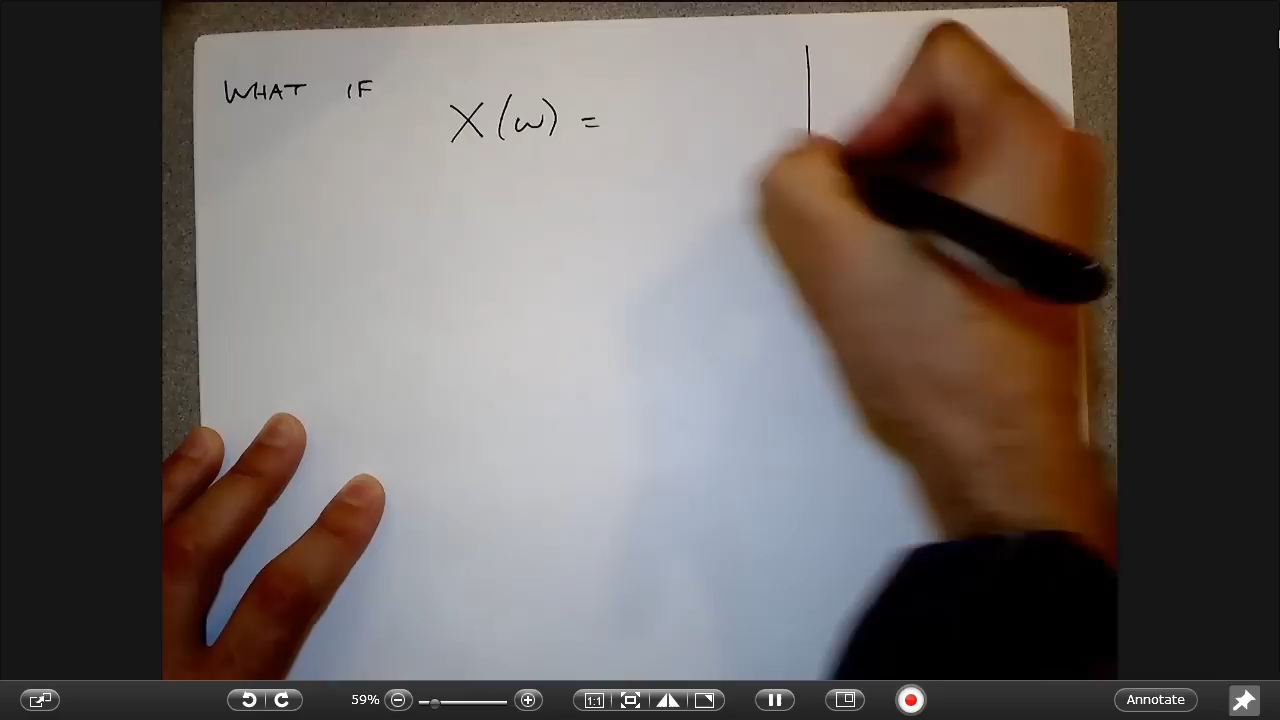 WHAT IF
X(ω) =
59%
1:1
Annotate